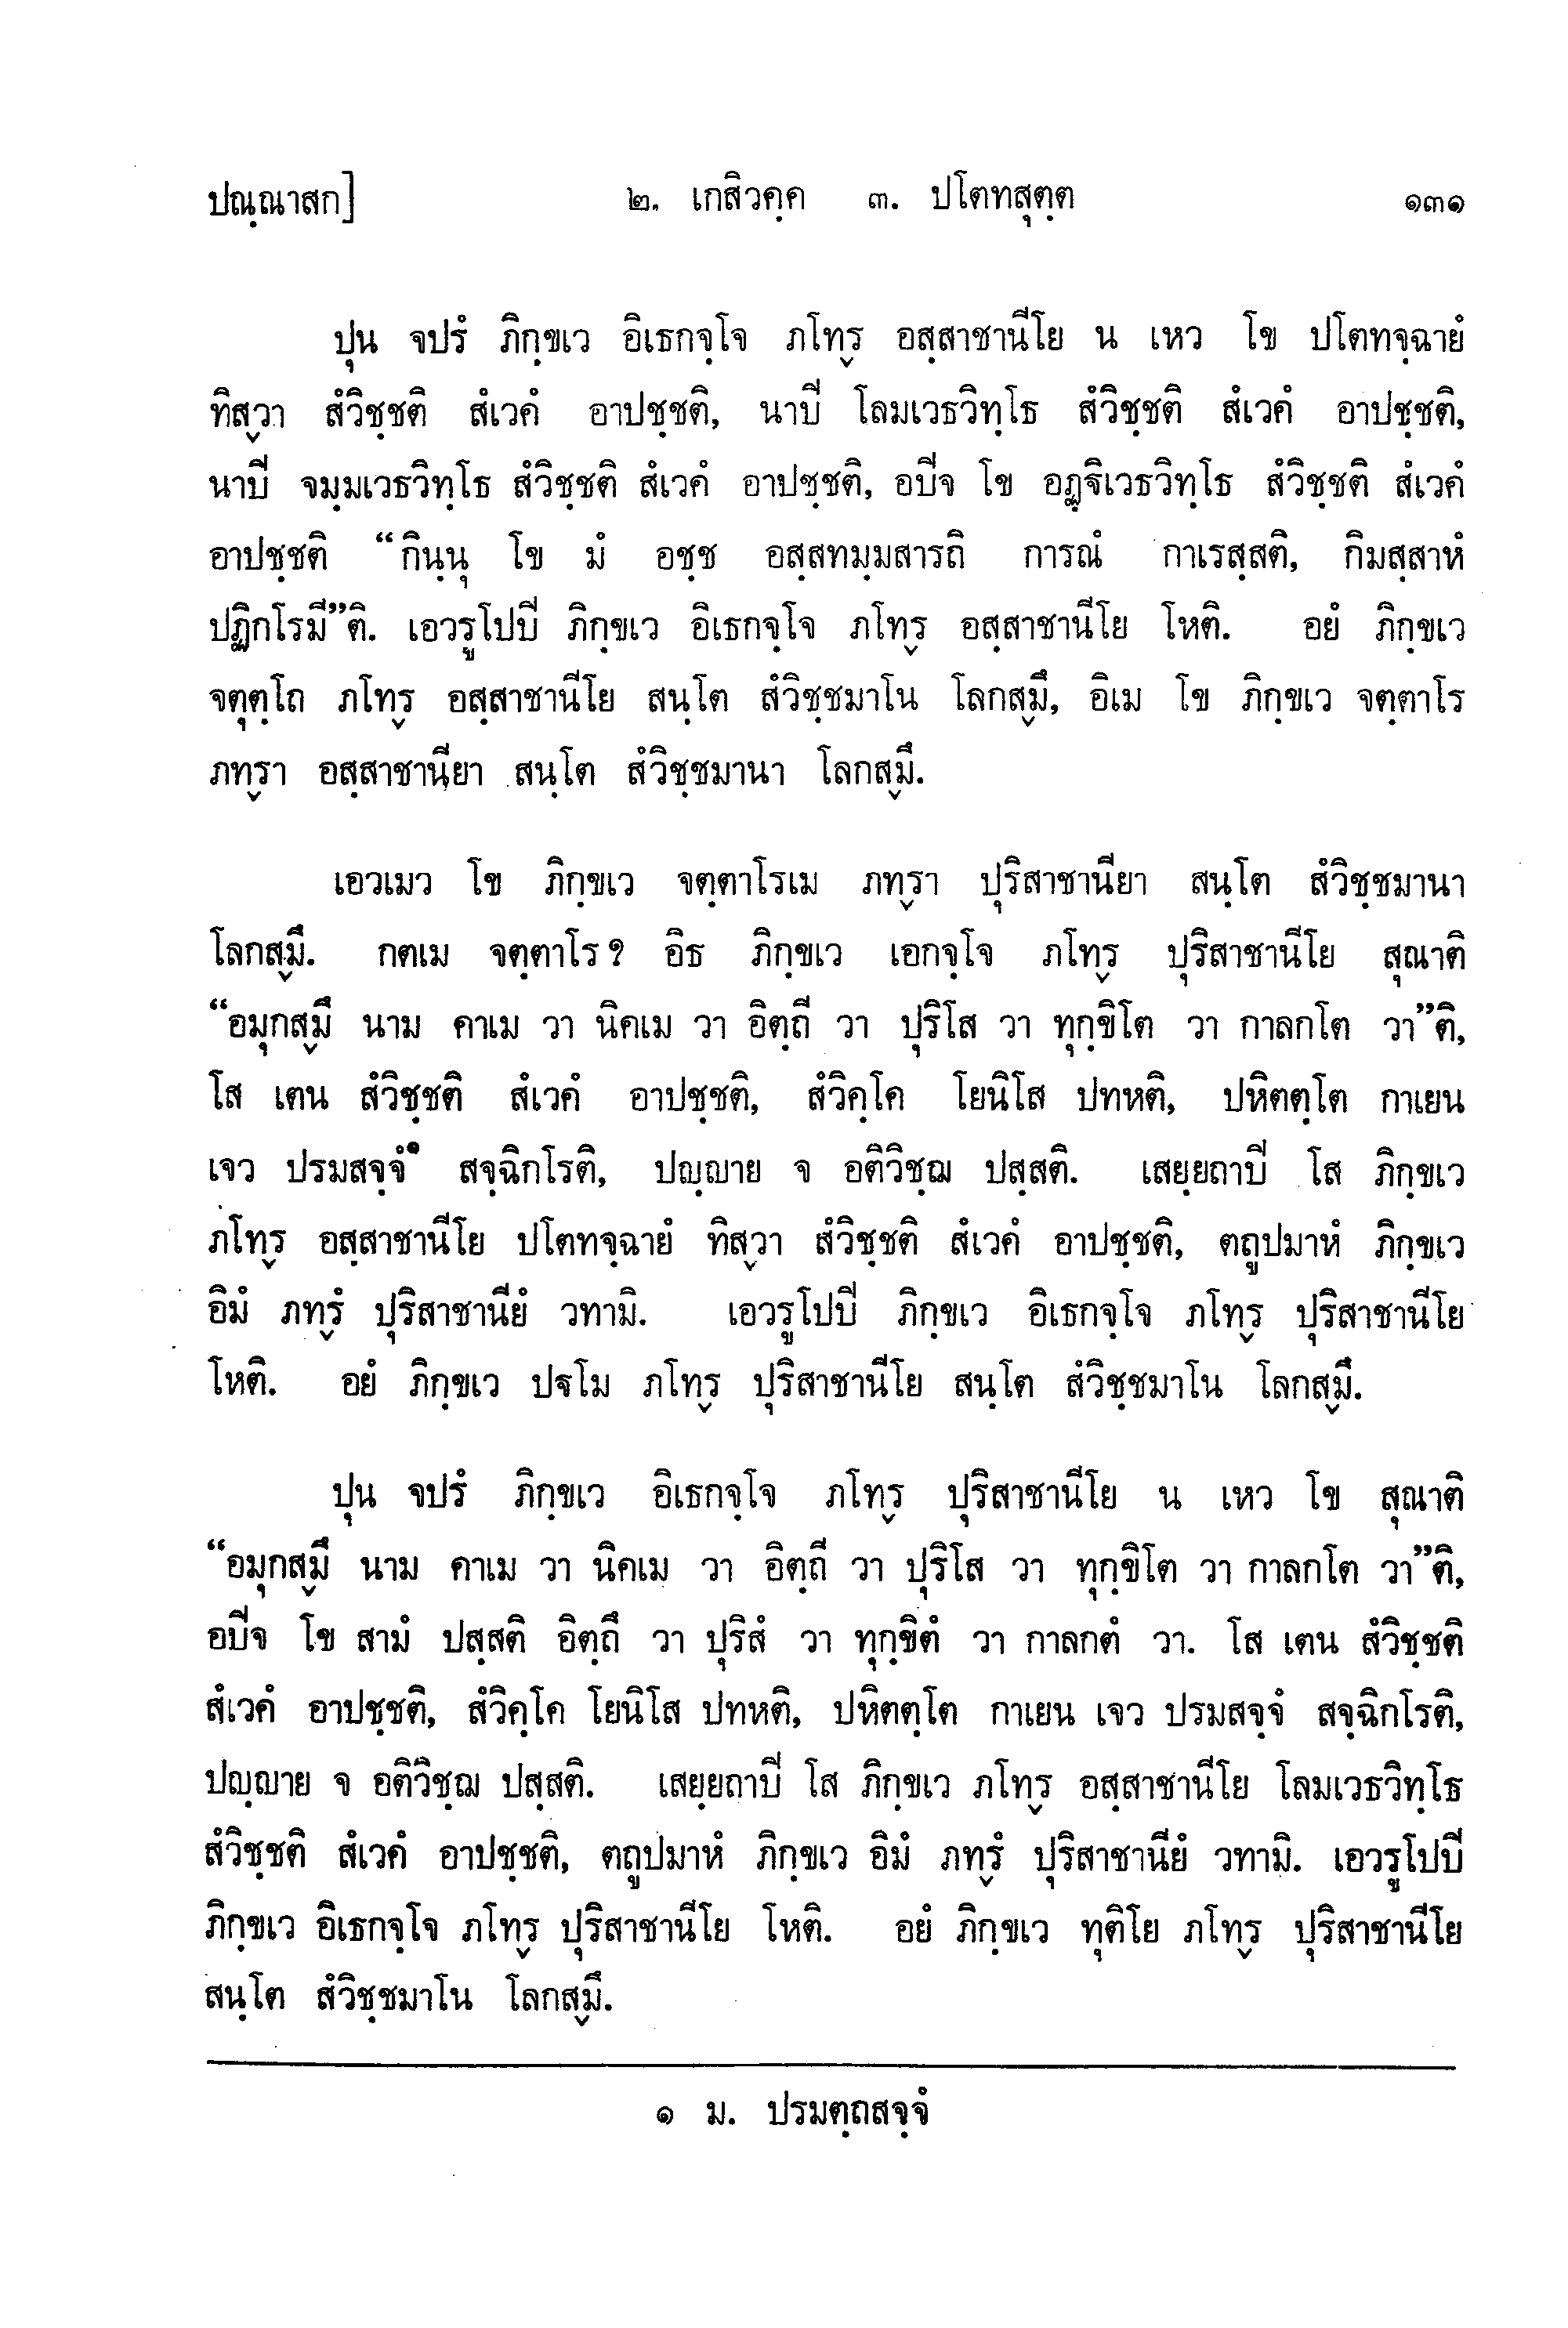 ปณฺณาสก] ๒. เกสิวคฺค ๓. ปโตทสุตฺต ๑๓๑
ปุน จปรํ ภิกฺขเว อิเธกจฺโจ ภโทฺร อสฺสาชานีโย น เหว โข ปโตทจฺฉายํ
ทิสฺวา สํวิชฺชติ สํเวคํ อาปชฺชติ, นาปิ โลมเวธวิทฺโธ สํวิชฺชติ สํเวคํ อาปชฺชติ,
นาปิ จมฺมเวธวิทฺโธ สํวิชฺชติ สํเวคํ อาปชฺชติ, อปิจ โข อฏฺฐิเวธวิทฺโธ สํวิชฺชติ สํเวคํ
อาปชฺชติ “กินฺนุ โข มํ อชฺช อสฺสทมฺมสารถิ การณํ กาเรสฺสติ, กิมสฺสาหํ
ปฏิกโรมี”ติ. เอวรูโปปิ ภิกฺขเว อิเธกจฺโจ ภโทฺร อสฺสาชานีโย โหติ. อยํ ภิกฺขเว
จตุตฺโถ ภโทฺร อสฺสาชานีโย สนฺโต สํวิชฺชมาโน โลกสฺมึ, อิเม โข ภิกฺขเว จตฺตาโร
ภทฺรา อสฺสาชานียา สนฺโต สํวิชฺชมานา โลกสฺมึ.
เอวเมว โข ภิกฺขเว จตฺตาโรเม ภทฺรา ปุริสาชานียา สนฺโต สํวิชฺชมานา
โลกสฺมึ. กตเม จตฺตาโร ? อิธ ภิกฺขเว เอกจฺโจ ภโทฺร ปุริสาชานีโย สุณาติ
“อมุกสฺมึ นาม คาเม วา นิคเม วา อิตฺถี วา ปุริโส วา ทุกฺขิโต วา กาลกโต วา”ติ,
โส เตน สํวิชฺชติ สํเวคํ อาปชฺชติ, สํวิคฺโค โยนิโส ปทหติ, ปหิตตฺโต กาเยน
เจว ปรมสจฺจํ๑ สจฺฉิกโรติ, ปญฺญาย จ อติวิชฺฌ ปสฺสติ. เสยฺยถาปิ โส ภิกฺขเว
ภโทฺร อสฺสาชานีโย ปโตทจฺฉายํ ทิสฺวา สํวิชฺชติ สํเวคํ อาปชฺชติ, ตถูปมาหํ ภิกฺขเว
อิมํ ภทฺรํ ปุริสาชานียํ วทามิ. เอวรูโปปิ ภิกฺขเว อิเธกจฺโจ ภโทฺร ปุริสาชานีโย
โหติ. อยํ ภิกฺขเว ปฐโม ภโทฺร ปุริสาชานีโย สนฺโต สํวิชฺชมาโน โลกสฺมึ.
ปุน จปรํ ภิกฺขเว อิเธกจฺโจ ภโทฺร ปุริสาชานีโย น เหว โข สุณาติ
“อมุกสฺมึ นาม คาเม วา นิคเม วา อิตฺถี วา ปุริโส วา ทุกฺขิโต วา กาลกโต วา”ติ,
อปิจ โข สามํ ปสฺสติ อิตฺถึ วา ปุริสํ วา ทุกฺขิตํ วา กาลกตํ วา. โส เตน สํวิชฺชติ
สํเวคํ อาปชฺชติ, สํวิคฺโค โยนิโส ปทหติ, ปหิตตฺโต กาเยน เจว ปรมสจฺจํ สจฺฉิกโรติ,
ปญฺญาย จ อติวิชฺฌ ปสฺสติ. เสยฺยถาปิ โส ภิกฺขเว ภโทฺร อสฺสาชานีโย โลมเวธวิทฺโธ
สํวิชฺชติ สํเวคํ อาปชฺชติ, ตถูปมาหํ ภิกฺขเว อิมํ ภทฺรํ ปุริสาชานียํ วทามิ. เอวรูโปปิ
ภิกฺขเว อิเธกจฺโจ ภโทฺร ปุริสาชานีโย โหติ. อยํ ภิกฺขเว ทุติโย ภโทฺร ปุริสาชานีโย
สนฺโต สํวิชฺชมาโน โลกสฺมึ.
๑ ม. ปรมตฺถสจฺจํ